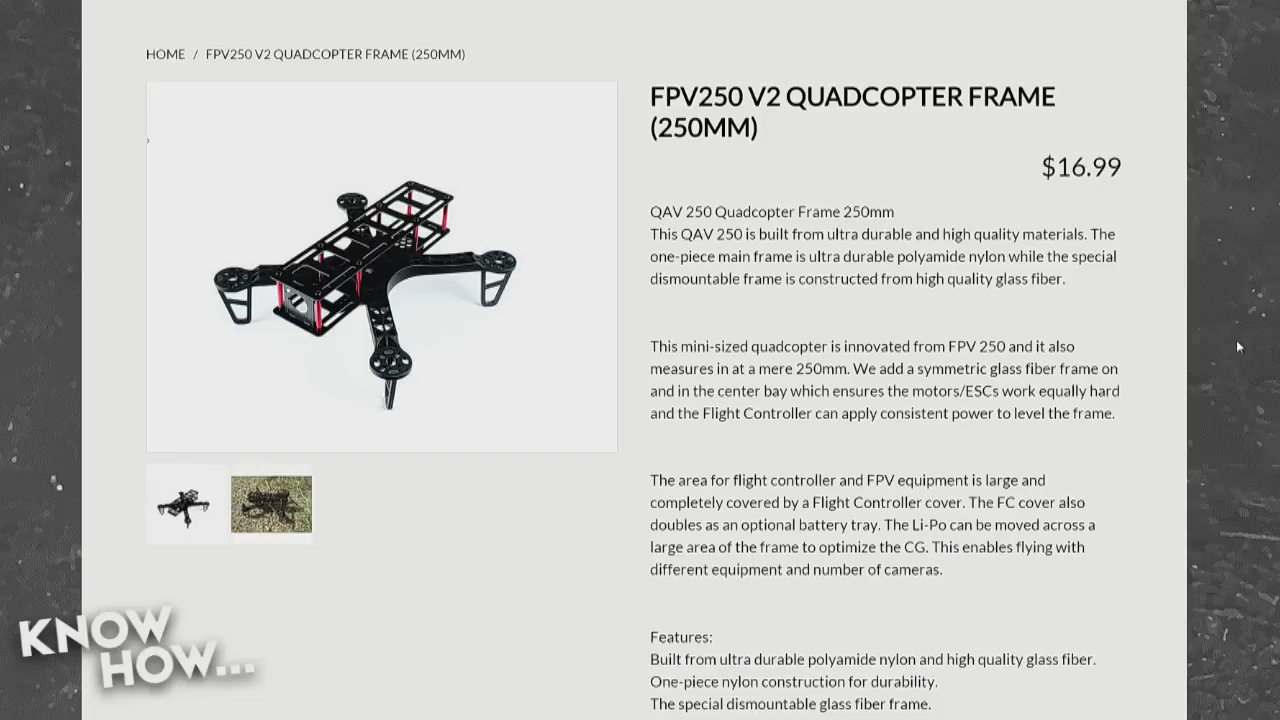 HOME / FPV250 V2 QUADCOPTER FRAME (250MM)
FPV250 V2 QUADCOPTER FRAME
(250MM)
$16.99
QAV 250 Quadcopter Frame 250mm
This QAV 250 is built from ultra durable and high quality materials. The
one-piece main frame is ultra durable polyamide nylon while the special
dismountable frame is constructed from high quality glass fiber.
This mini-sized quadcopter is innovated from FPV 250 and it also
measures in at a mere 250mm. We add a symmetric glass fiber frame on
and in the center bay which ensures the motors/ESCs work equally hard
and the Flight Controller can apply consistent power to level the frame.
The area for flight controller and FPV equipment is large and
completely covered by a Flight Controller cover. The FC cover also
doubles as an optional battery tray. The Li-Po can be moved across a
large area of the frame to optimize the CG. This enables flying with
different equipment and number of cameras.
Features:
Built from ultra durable polyamide nylon and high quality glass fiber.
One-piece nylon construction for durability.
The special dismountable glass fiber frame.
KNOW
HOW...